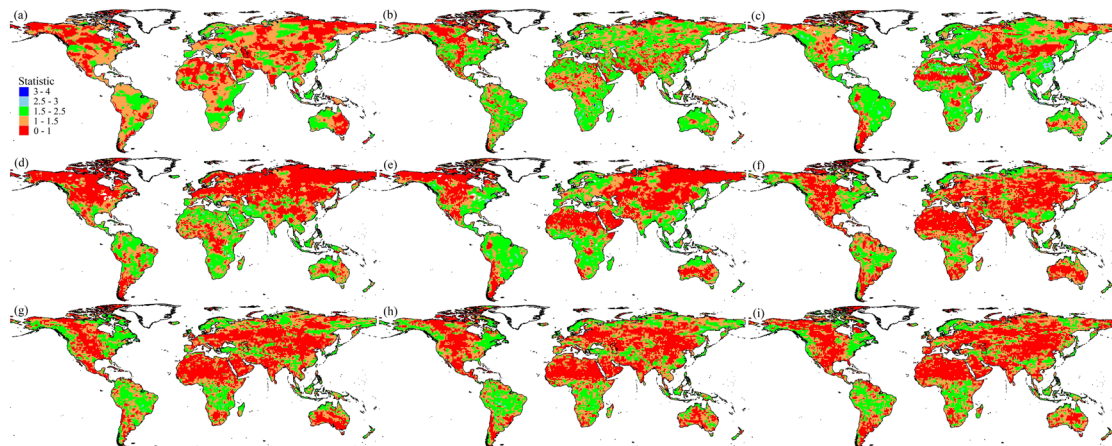 (a)
(b)
(c)
Statistic
3 - 4
2.5 - 3
1.5 - 2.5
1 - 1.5
0 - 1
(d)
(e)
(f)
(g)
(h)
(i)